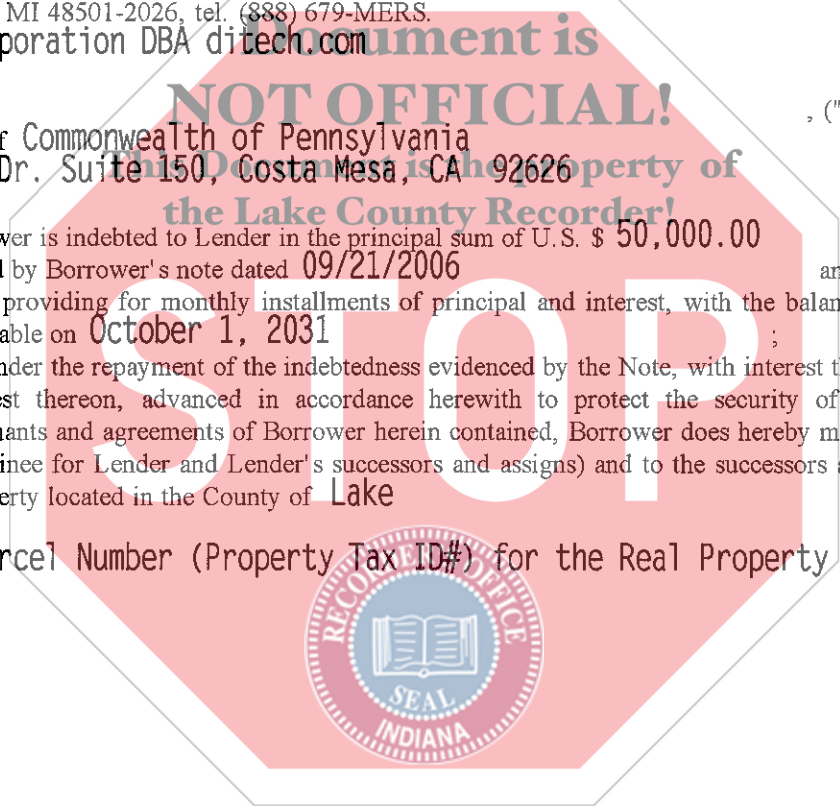 MI 48501-2026, tel. (888) 679-MERS.
poration DBA ditech.com
Document is
NOT OFFICIAL!
, ("
f Commonwealth of Pennsylvania
Dr. Suite 150, Costa Mesa, CA 92626
This Document is the property of
the Lake County Recorder!
wer is indebted to Lender in the principal sum of U.S. $ 50,000.00
d by Borrower's note dated 09/21/2006 an
providing for monthly installments of principal and interest, with the balan
able on October 1, 2031 ;
nder the repayment of the indebtedness evidenced by the Note, with interest t
est thereon, advanced in accordance herewith to protect the security of
nants and agreements of Borrower herein contained, Borrower does hereby m
inee for Lender and Lender's successors and assigns) and to the successors
erty located in the County of Lake
STOP
rcel Number (Property Tax ID#) for the Real Property
RECORDER OFFICE
SEAL
INDIANA